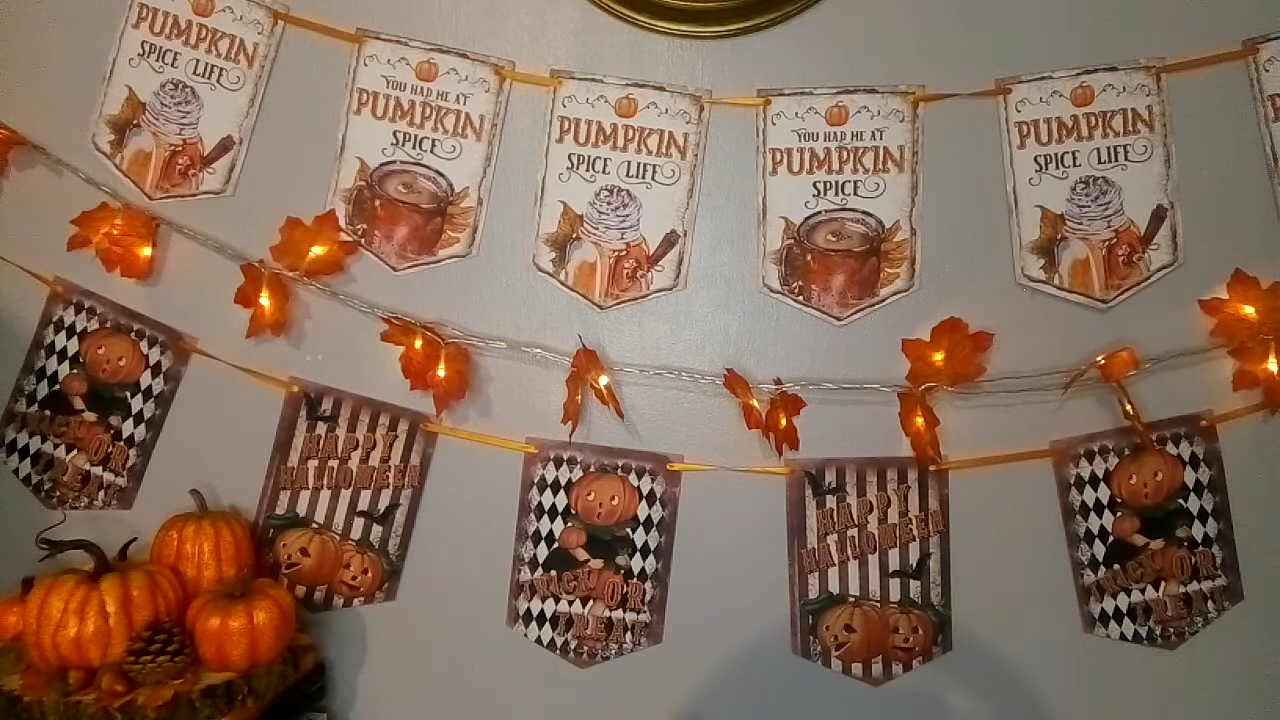 PUMPKIN
SPICE LIFE
YOU HAD ME AT
PUMPKIN
SPICE
PUMPKIN
SPICE LIFE
YOU HAD ME AT
PUMPKIN
SPICE
PUMPKIN
SPICE LIFE
TRICK OR
TREAT
HAPPY
HALLOWEEN
TRICK OR
TREAT
HAPPY
HALLOWEEN
TRICK OR
TREAT